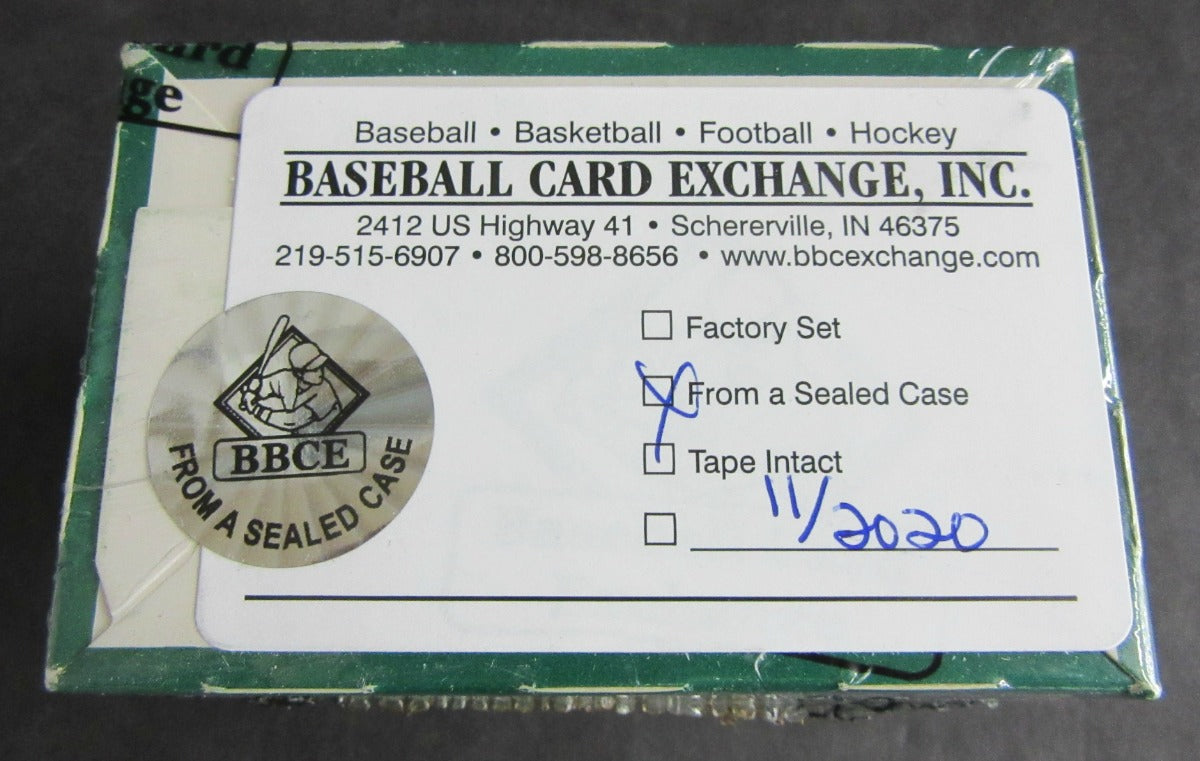 ard
ge
Baseball • Basketball • Football • Hockey
BASEBALL CARD EXCHANGE, INC.
2412 US Highway 41 • Schererville, IN 46375
219-515-6907 • 800-598-8656 • www.bbcexchange.com
Factory Set
From a Sealed Case
Tape Intact
11/2020
BBCE
FROM A SEALED CASE